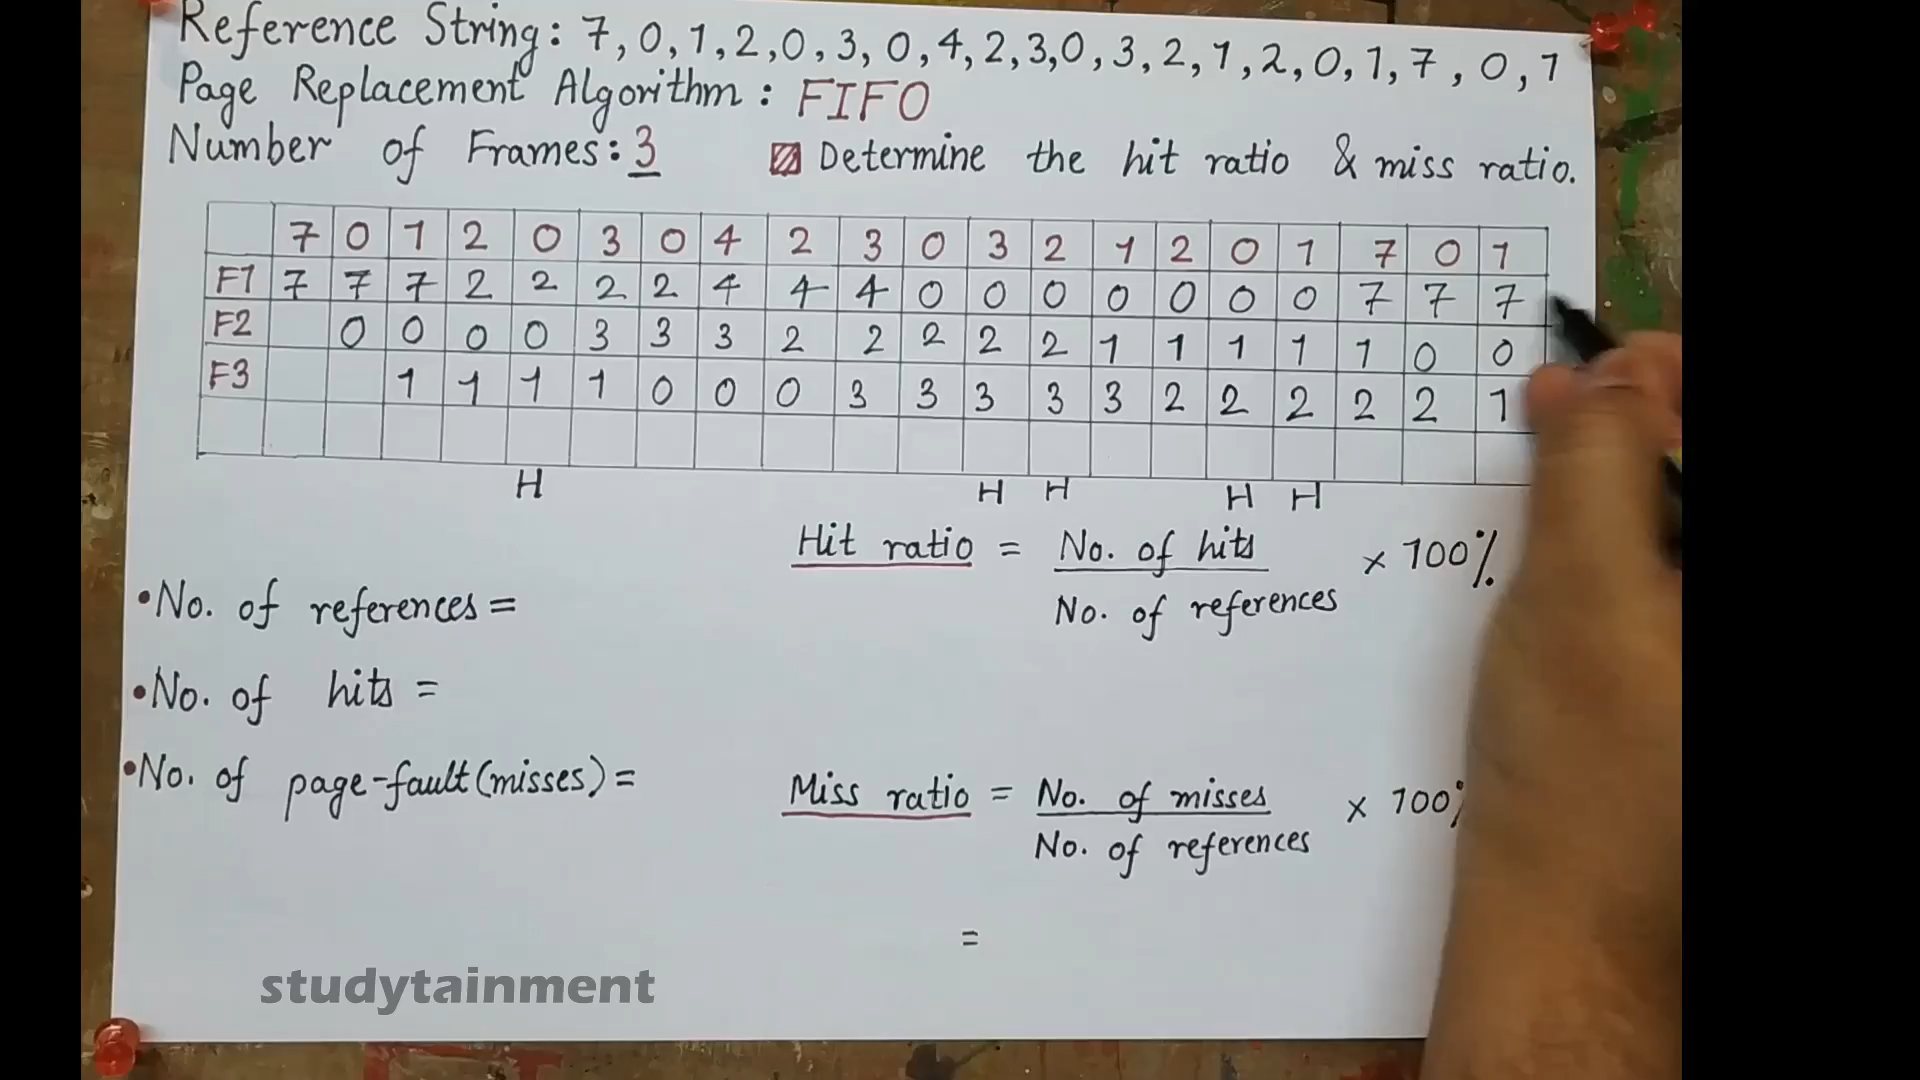 Reference String: 7,0,1,2,0,3,0,4,2,3,0,3,2,1,2,0,1,7,0,1
Page Replacement Algorithm: FIFO
Number of Frames: 3 Determine the hit ratio & miss ratio.
7 0 1 2 0 3 0 4 2 3 0 3 2 1 2 0 1 7 0 1
F1 7 7 7 2 2 2 2 4 4 4 0 0 0 0 0 0 0 7 7 7
F2 0 0 0 0 3 3 3 2 2 2 2 2 1 1 1 1 1 0 0
F3 1 1 1 1 0 0 0 3 3 3 3 3 2 2 2 2 2 1
H H H H H
Hit ratio = No. of hits × 100%
No. of references
• No. of references =
• No. of hits =
• No. of page-fault (misses) =
Miss ratio = No. of misses × 100%
No. of references
=
studytainment